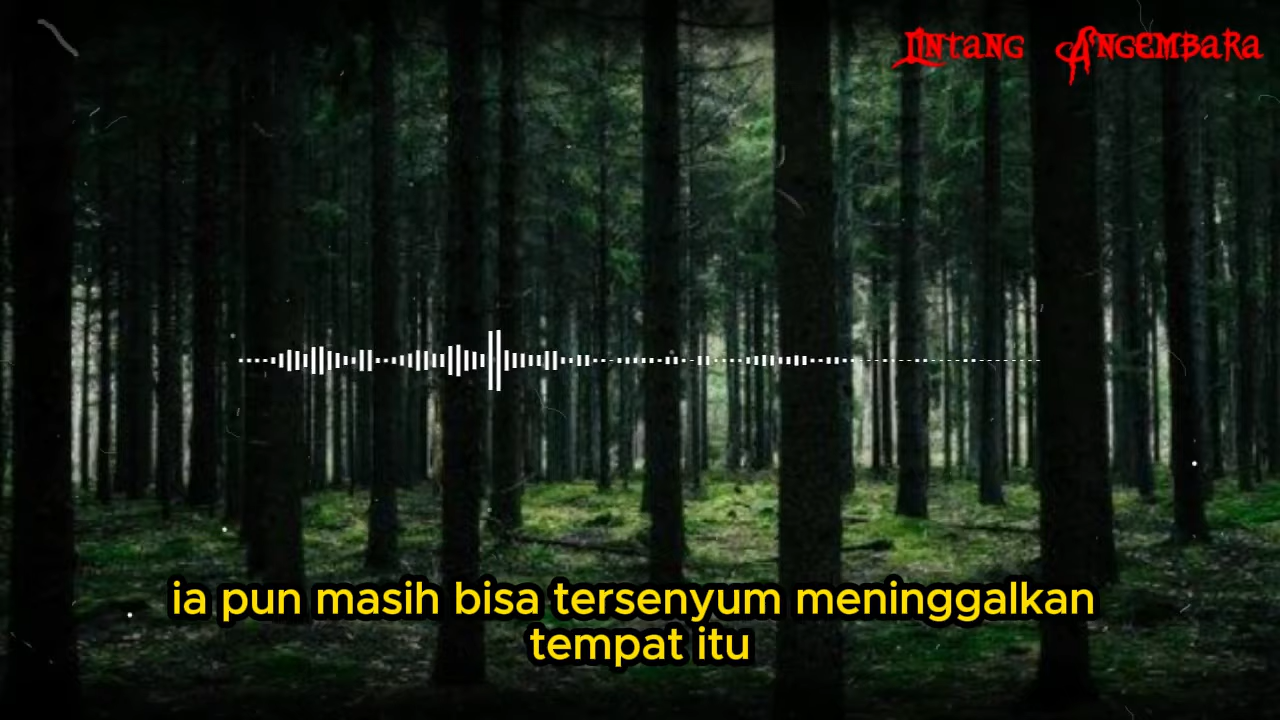 Lintang Angembara
ia pun masih bisa tersenyum meninggalkan
tempat itu